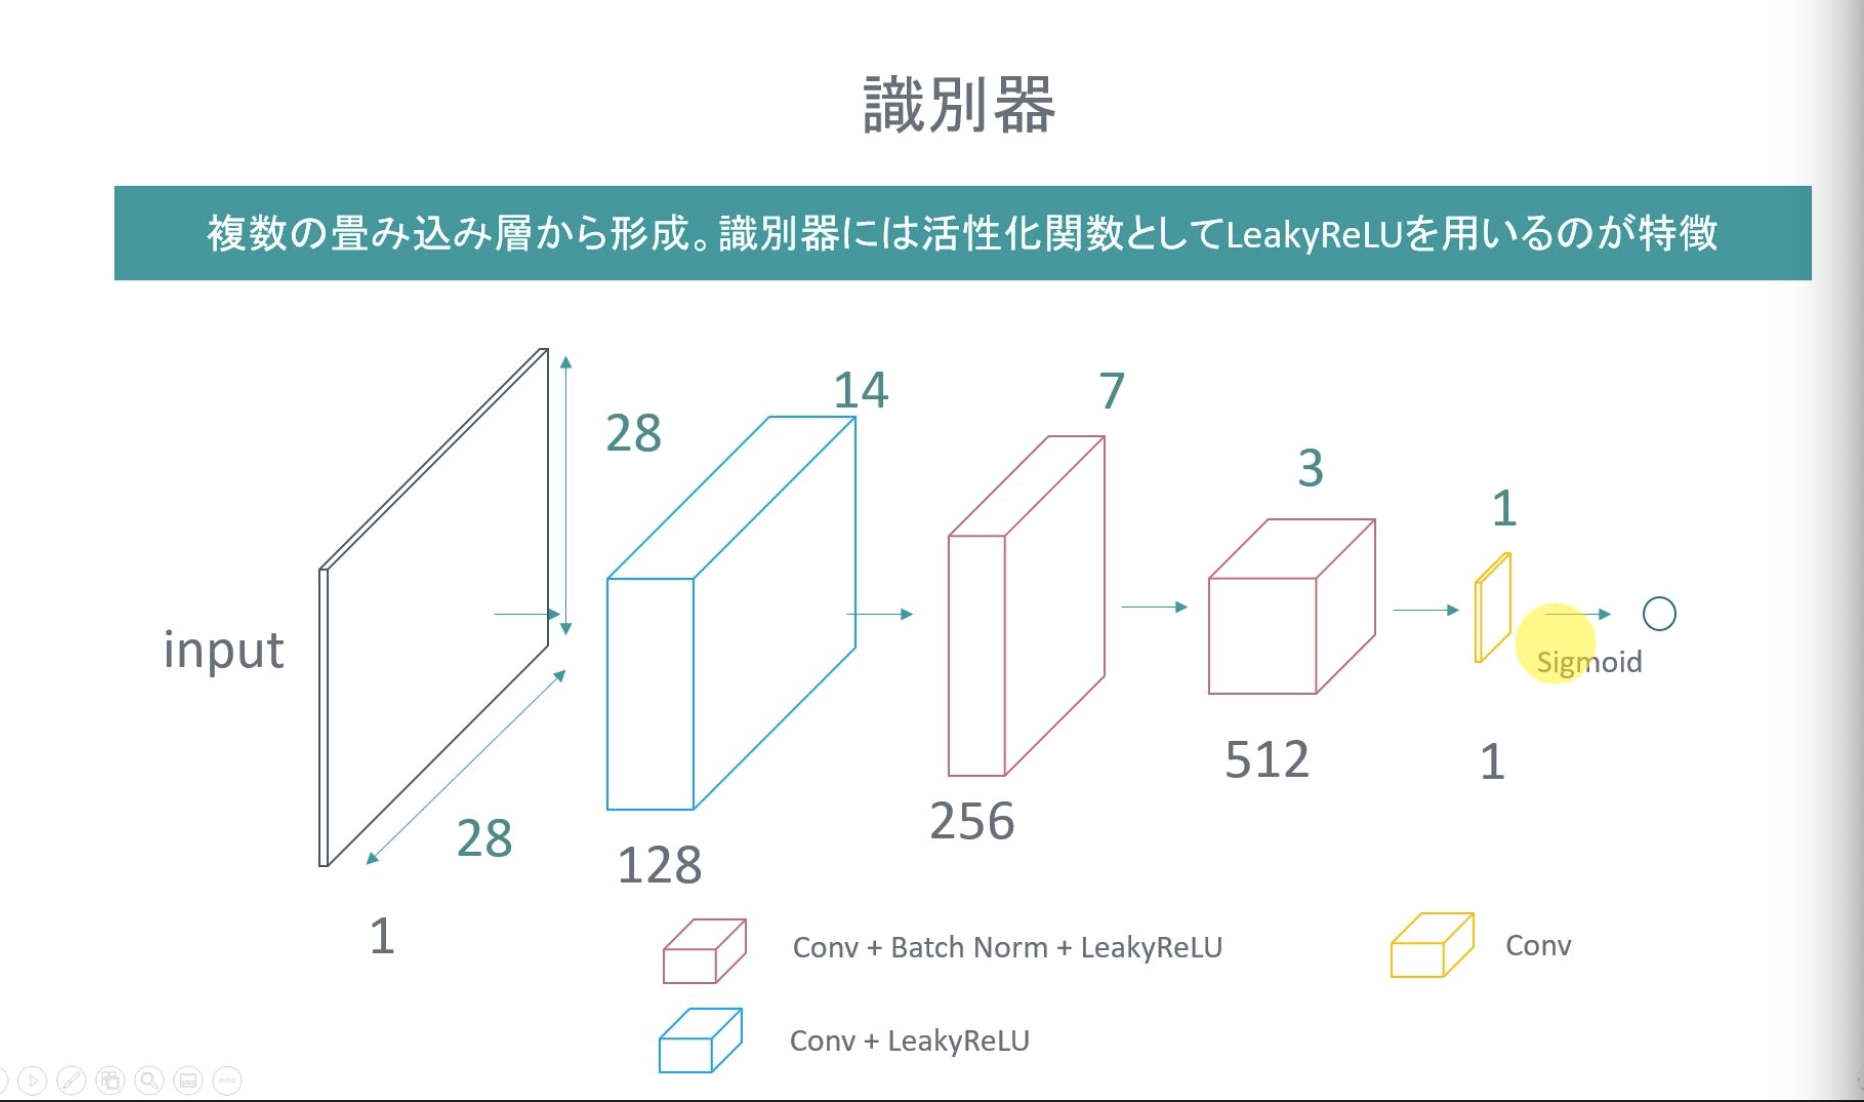 識別器
複数の畳み込み層から形成。識別器には活性化関数としてLeakyReLUを用いるのが特徴
14
7
28
3
1
input
Sigmoid
28
512
1
256
128
1
Conv + Batch Norm + LeakyReLU
Conv
Conv + LeakyReLU